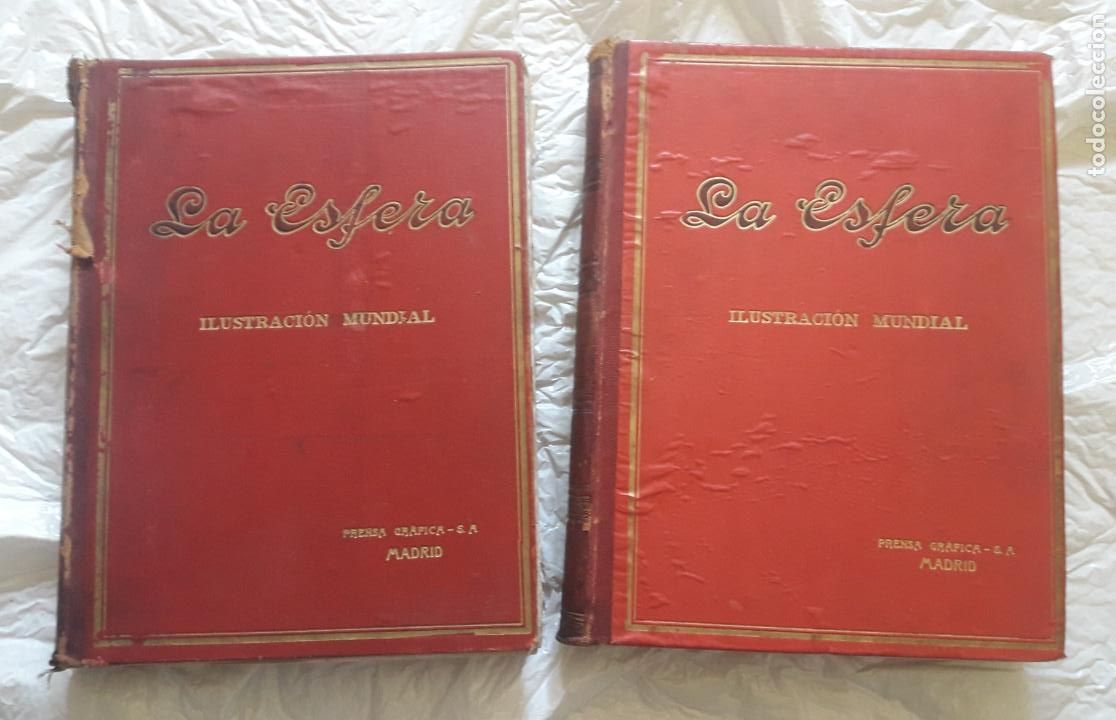 La Esfera
ILUSTRACIÓN MUNDIAL
PRENSA GRÁFICA - S. A
MADRID
La Esfera
ILUSTRACIÓN MUNDIAL
PRENSA GRÁFICA - S. A
MADRID
todocoleccion